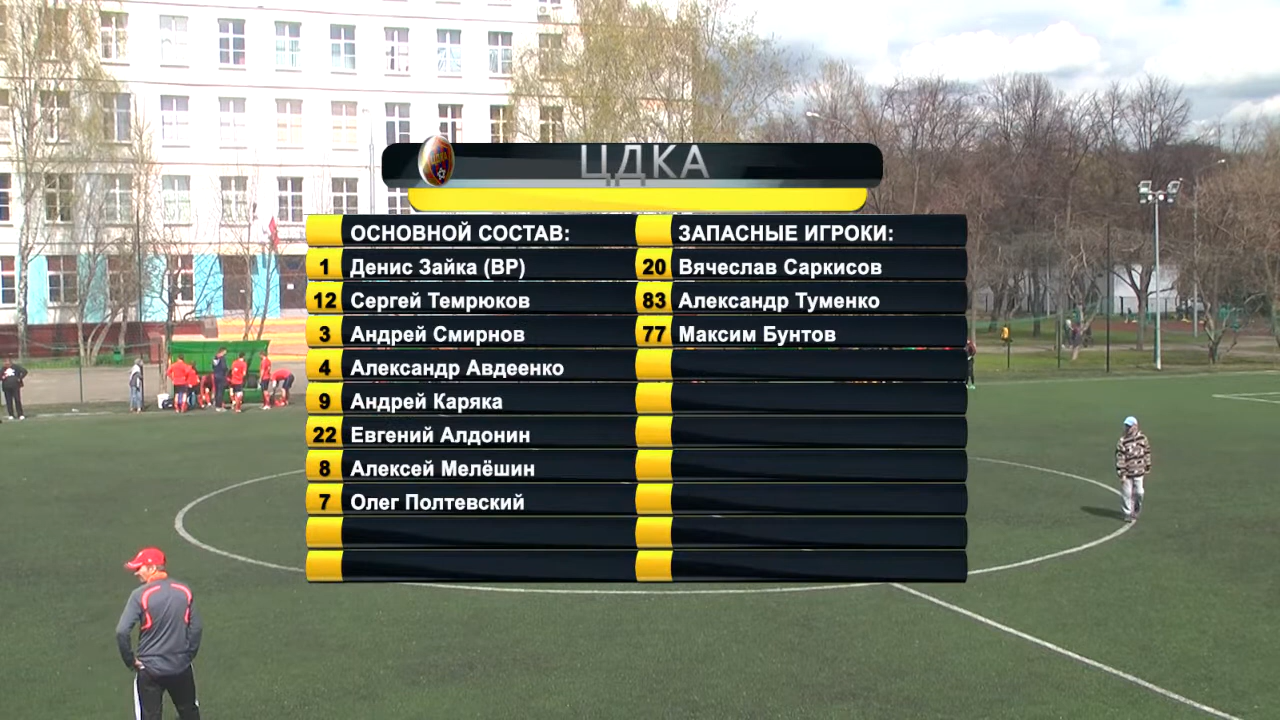 ЦДКА
ОСНОВНОЙ СОСТАВ:
1 Денис Зайка (ВР)
12 Сергей Темрюков
3 Андрей Смирнов
4 Александр Авдеенко
9 Андрей Каряка
22 Евгений Алдонин
8 Алексей Мелёшин
7 Олег Полтевский
ЗАПАСНЫЕ ИГРОКИ:
20 Вячеслав Саркисов
83 Александр Туменко
77 Максим Бунтов